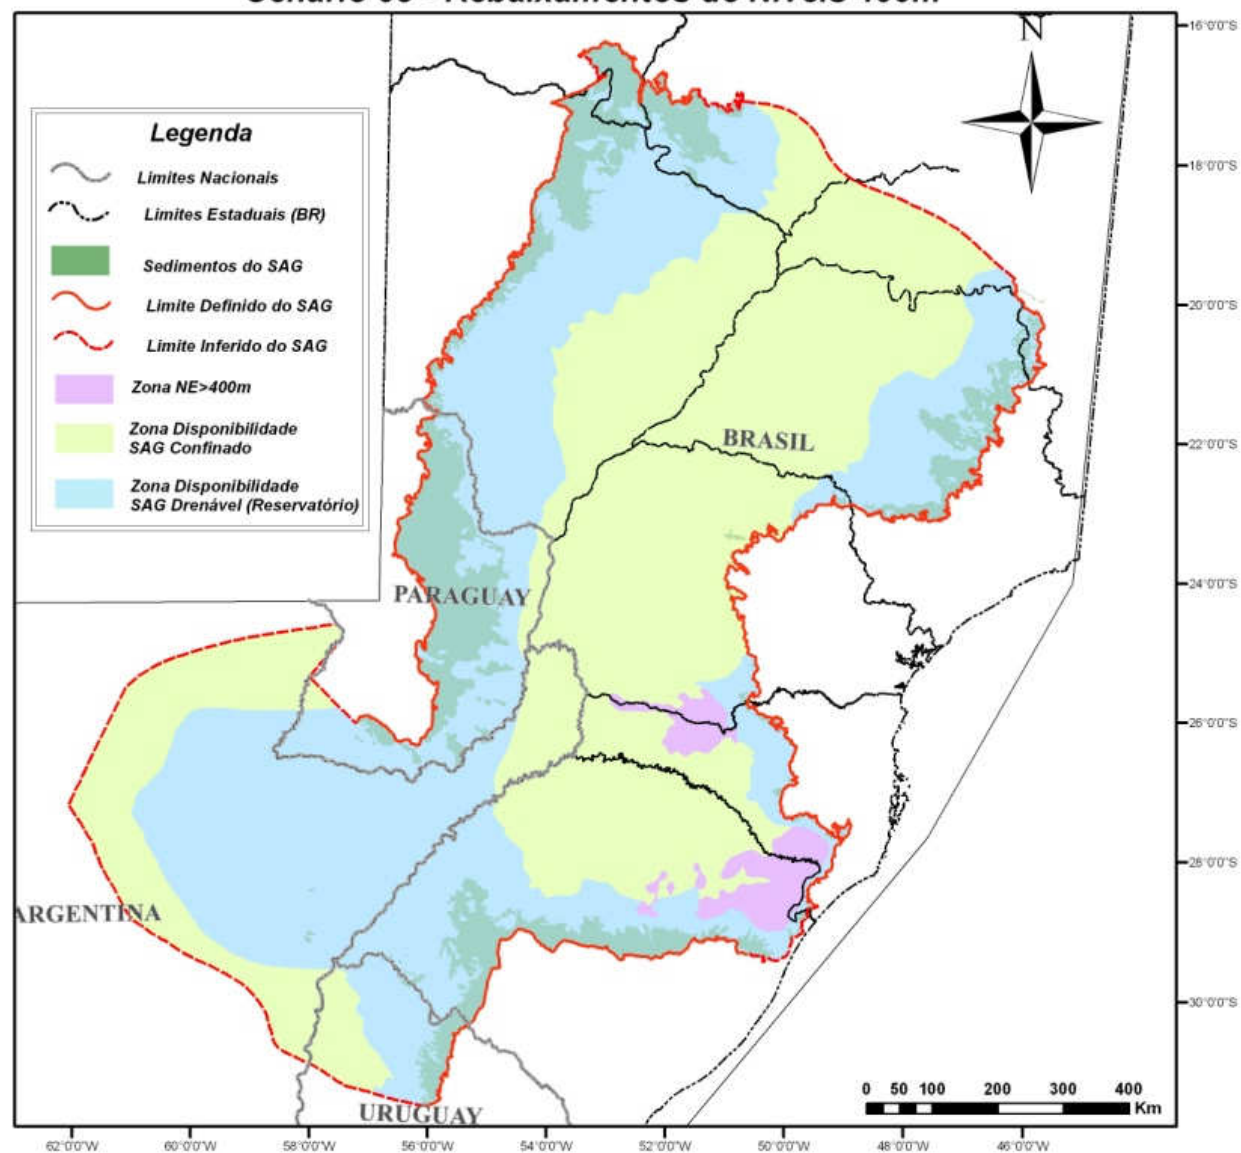 N
Legenda
Limites Nacionais
Limites Estaduais (BR)
Sedimentos do SAG
Limite Definido do SAG
Limite Inferido do SAG
Zona NE>400m
Zona Disponibilidade
SAG Confinado
Zona Disponibilidade
SAG Drenável (Reservatório)
16°0'0"S
18°0'0"S
20°0'0"S
22°0'0"S
24°0'0"S
26°0'0"S
28°0'0"S
30°0'0"S
BRASIL
PARAGUAY
ARGENTINA
URUGUAY
0 50 100 200 300 400
Km
62°0'0"W 60°0'0"W 58°0'0"W 56°0'0"W 54°0'0"W 52°0'0"W 50°0'0"W 48°0'0"W 46°0'0"W